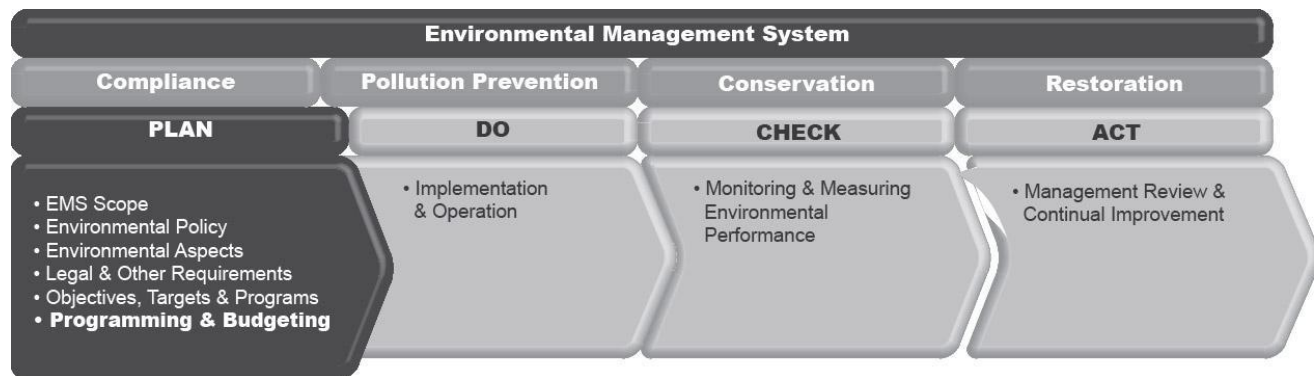 Environmental Management System
Compliance
Pollution Prevention
Conservation
Restoration
PLAN
DO
CHECK
ACT
• EMS Scope
• Environmental Policy
• Environmental Aspects
• Legal & Other Requirements
• Objectives, Targets & Programs
• Programming & Budgeting
• Implementation
& Operation
• Monitoring & Measuring
Environmental
Performance
• Management Review &
Continual Improvement